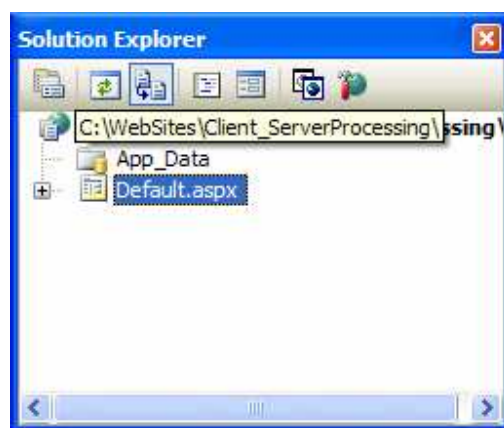 Solution Explorer
C:\WebSites\Client_ServerProcessing\ssing\
App_Data
Default.aspx